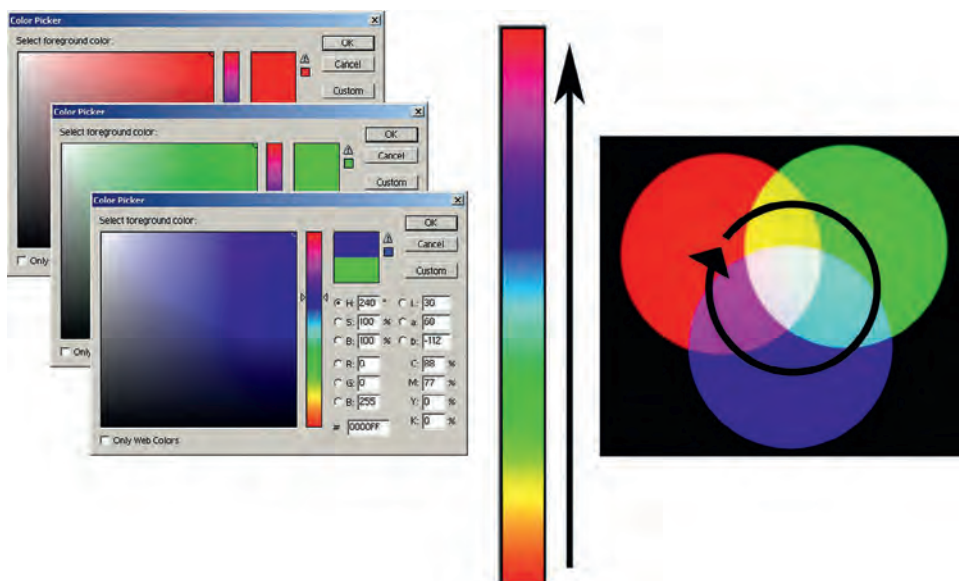 Color Picker
Select foreground color:
OK
Cancel
Custom
Only
Color Picker
Select foreground color:
OK
Cancel
Custom
Only
Color Picker
Select foreground color:
OK
Cancel
Custom
H: 240 ° L: 30
S: 100 % a: 60
B: 100 % b: -112
R: 0 C: 88 %
G: 0 M: 77 %
B: 255 Y: 0 %
# 0000FF K: 0 %
Only Web Colors